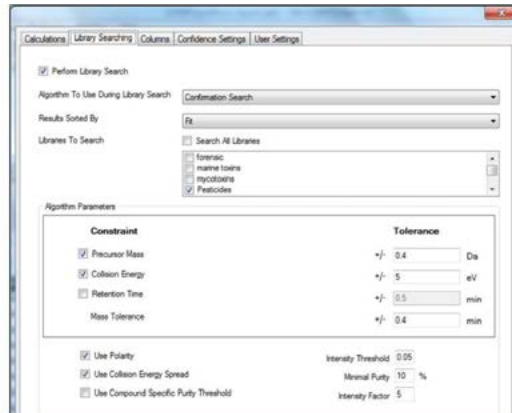 Calculations Library Searching Columns Confidence Settings User Settings
Perform Library Search
Algorithm To Use During Library Search Confirmation Search
Results Sorted By Fit
Libraries To Search Search All Libraries
forensic
marine toxins
mycotoxins
Pesticides
Algorithm Parameters
Constraint Tolerance
Precursor Mass +/- 0.4 Da
Collision Energy +/- 5 eV
Retention Time +/- 0.5 min
Mass Tolerance +/- 0.4 min
Use Polarity Intensity Threshold 0.05
Use Collision Energy Spread Minimal Purity 10 %
Use Compound Specific Purity Threshold Intensity Factor 5